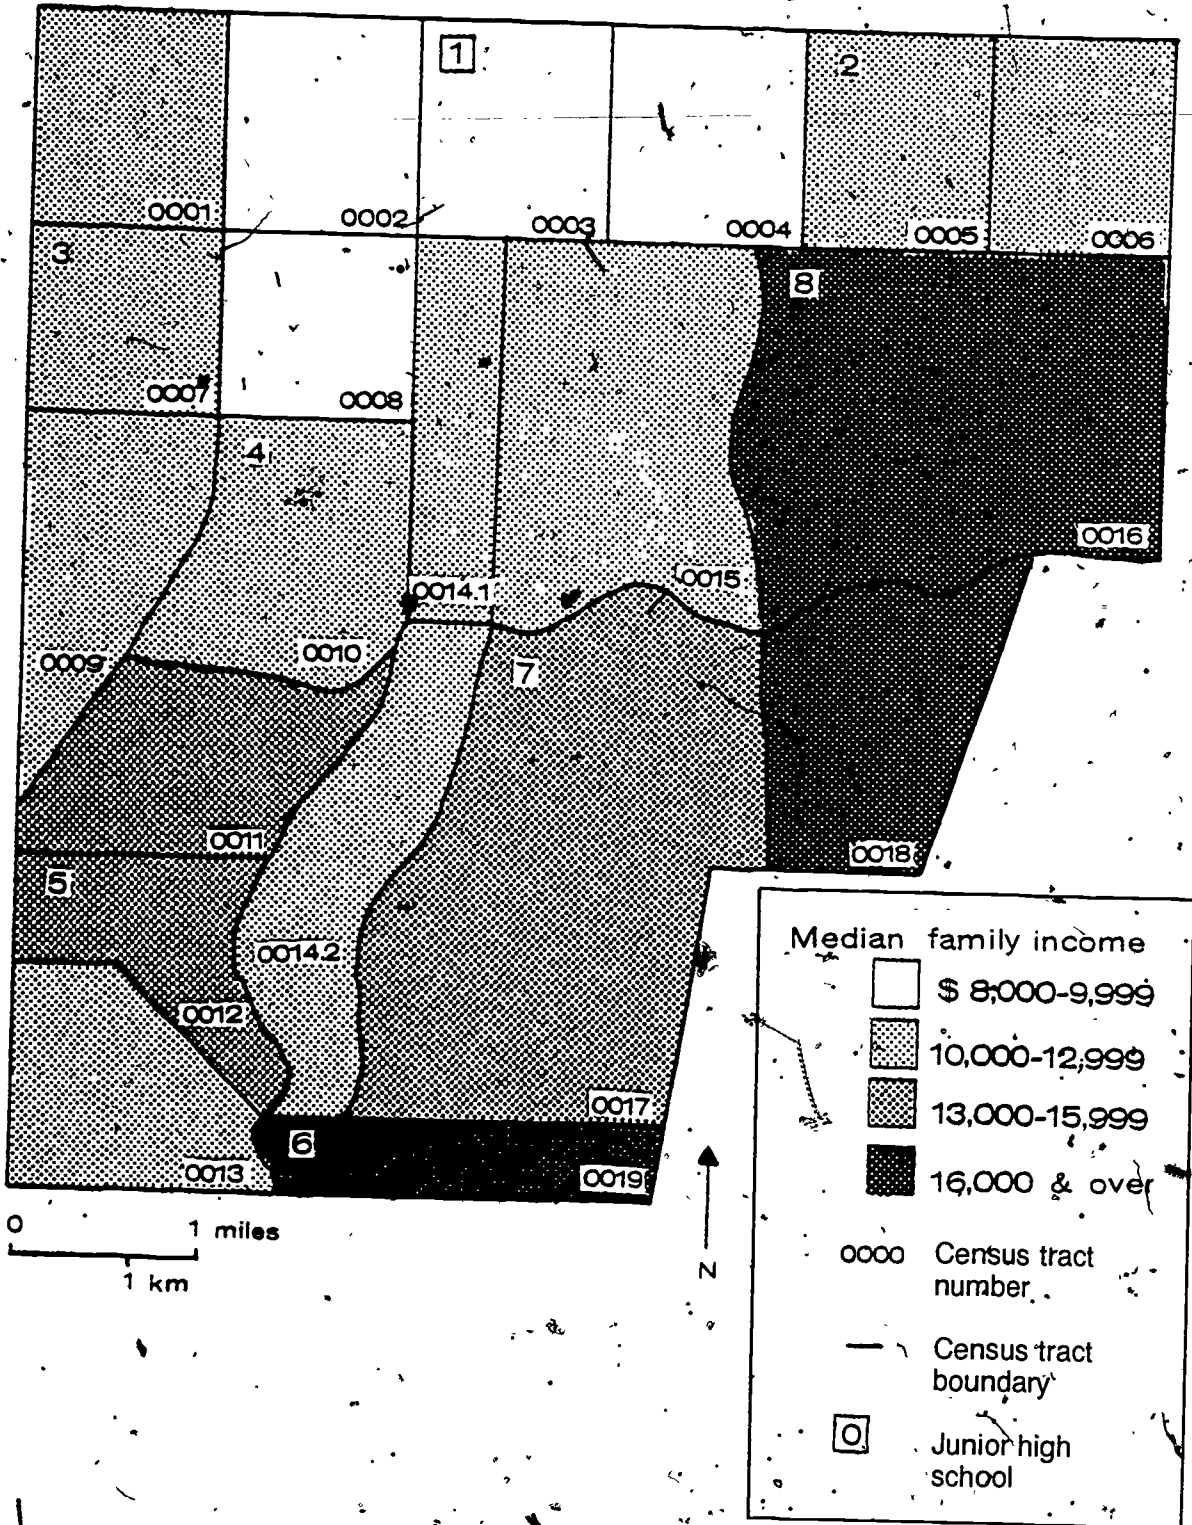 1
2
0001
0002
0003
0004
0005
0006
3
8
0007
0008
4
0016
0014.1
0015
0010
0009
7
0011
0018
5
0014.2
0012
0017
6
0013
0019
Median family income
$ 8,000-9,999
10,000-12,999
13,000-15,999
16,000 & over
0000 Census tract
number
Census tract
boundary
0 Junior high
school
0 1 miles
1 km
N